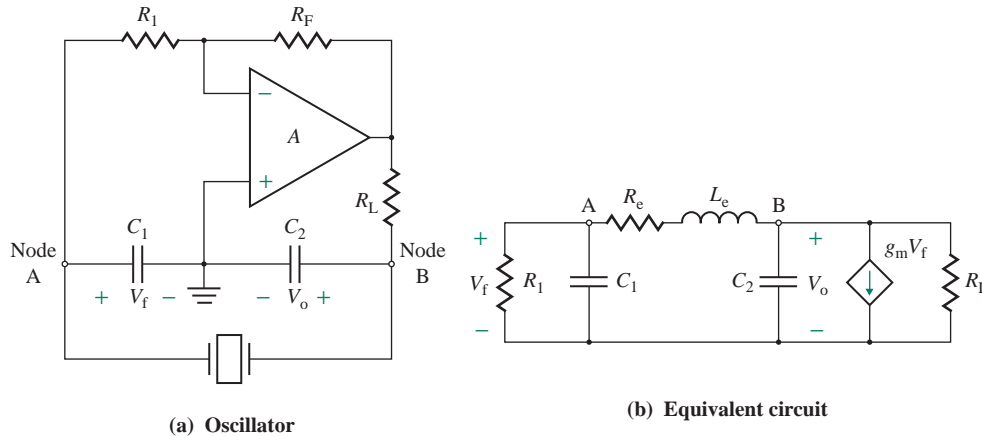 R1 RF
−
A
+
RL
Node C1 C2 Node
A B
+ Vf − − Vo +
(a) Oscillator
A Re Le B
+ + gmVf
Vf R1 C1 C2 Vo
− −
(b) Equivalent circuit